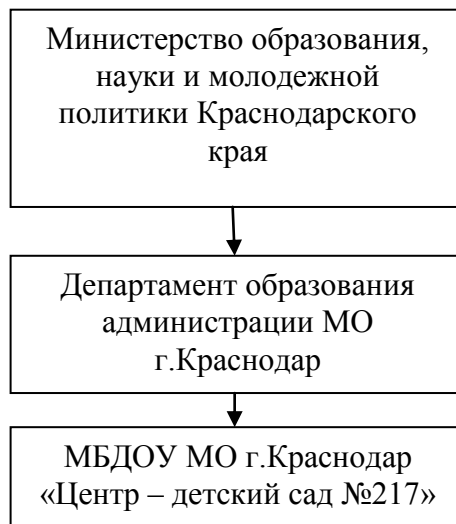 Министерство образования,
науки и молодежной
политики Краснодарского
края
Департамент образования
администрации МО
г.Краснодар
МБДОУ МО г.Краснодар
«Центр – детский сад №217»